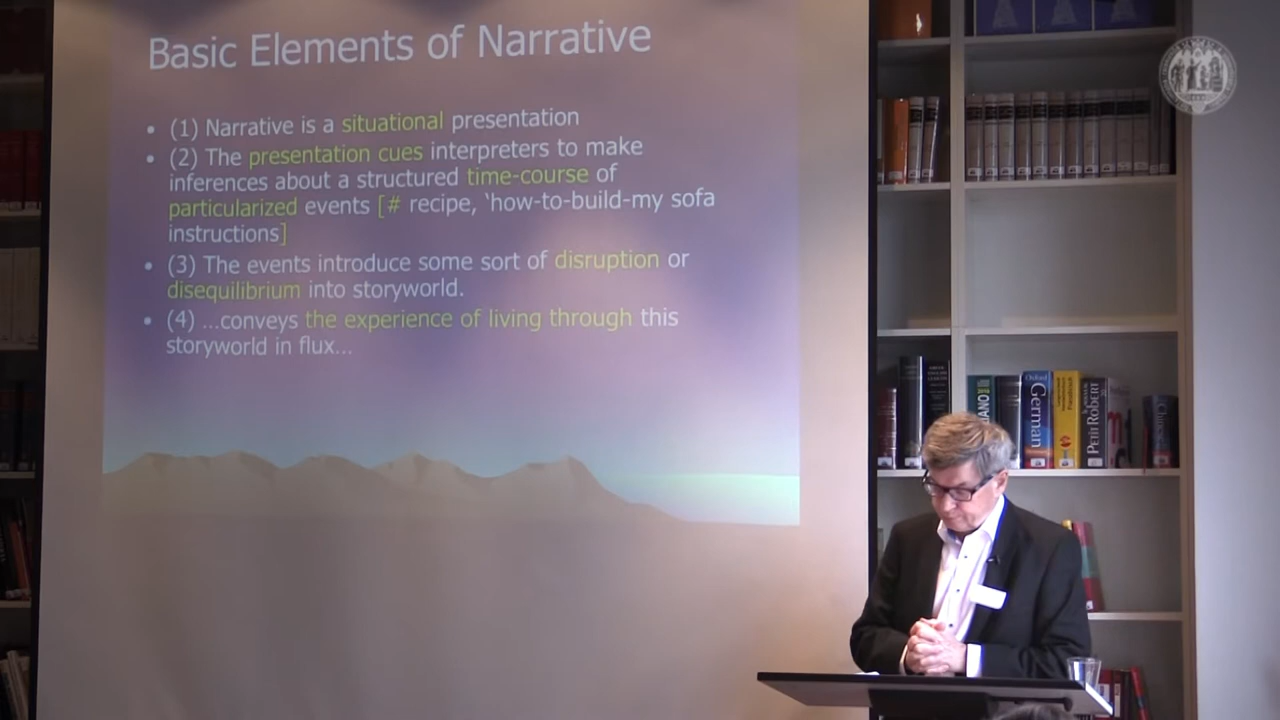 Basic Elements of Narrative
• (1) Narrative is a situational presentation
• (2) The presentation cues interpreters to make
inferences about a structured time-course of
particularized events [# recipe, ‘how-to-build-my sofa
instructions]
• (3) The events introduce some sort of disruption or
disequilibrium into storyworld.
• (4) ...conveys the experience of living through this
storyworld in flux...
Oxford
German
PETIT ROBERT